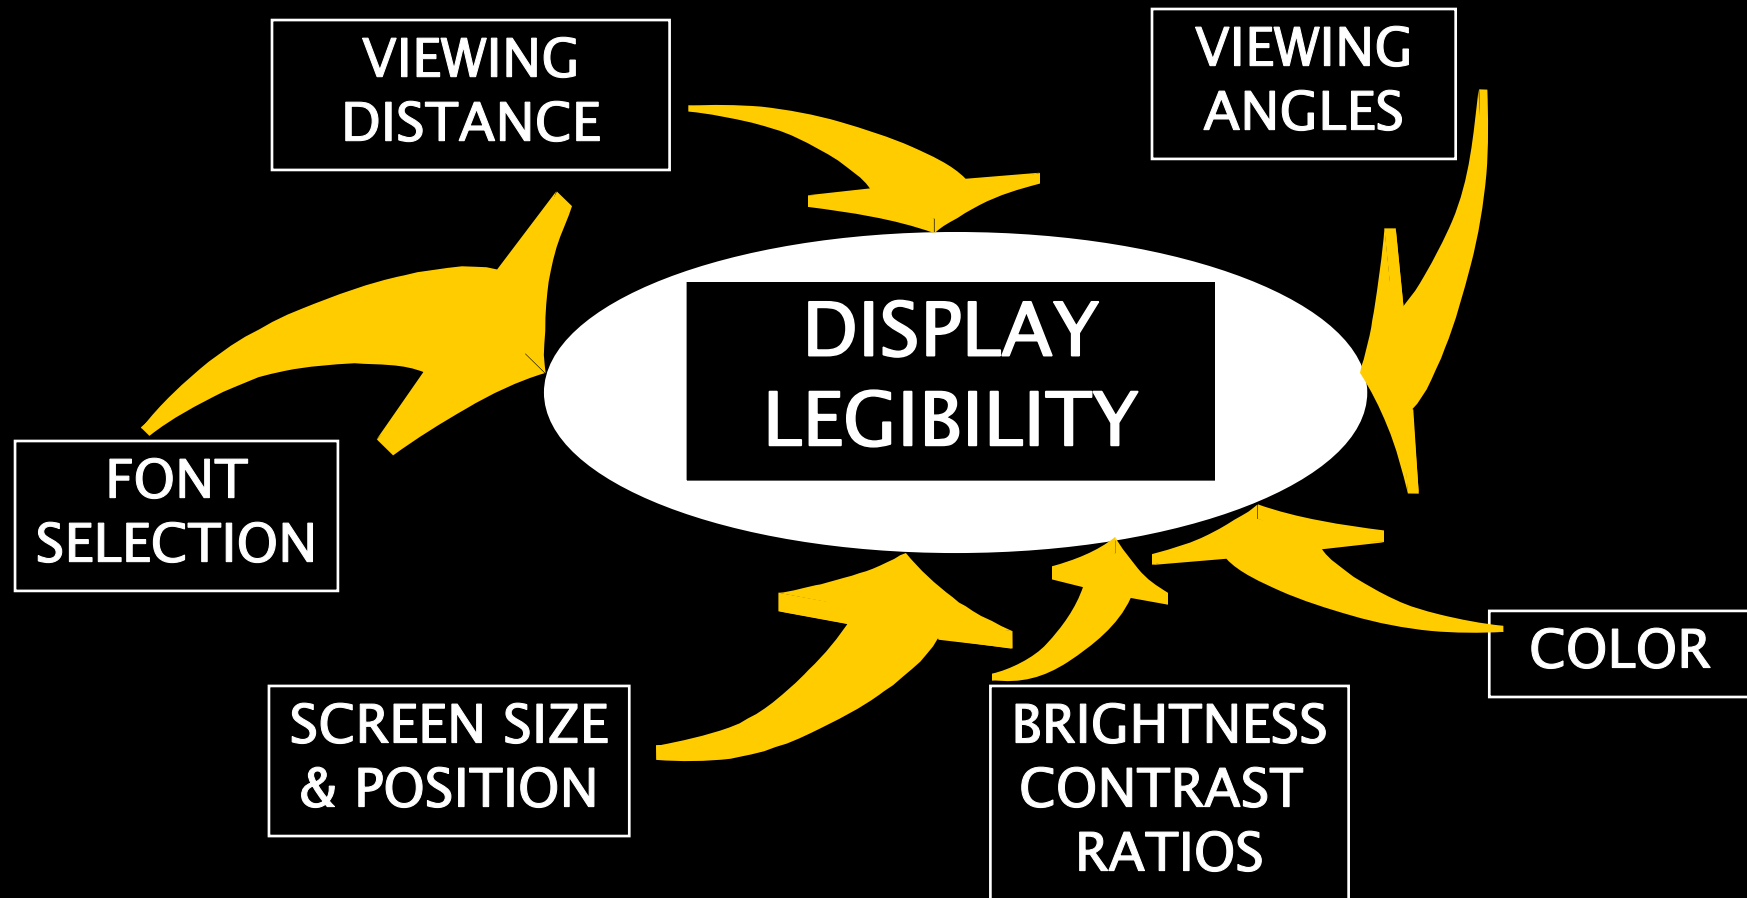 VIEWING
DISTANCE
VIEWING
ANGLES
DISPLAY
LEGIBILITY
FONT
SELECTION
COLOR
SCREEN SIZE
& POSITION
BRIGHTNESS
CONTRAST
RATIOS